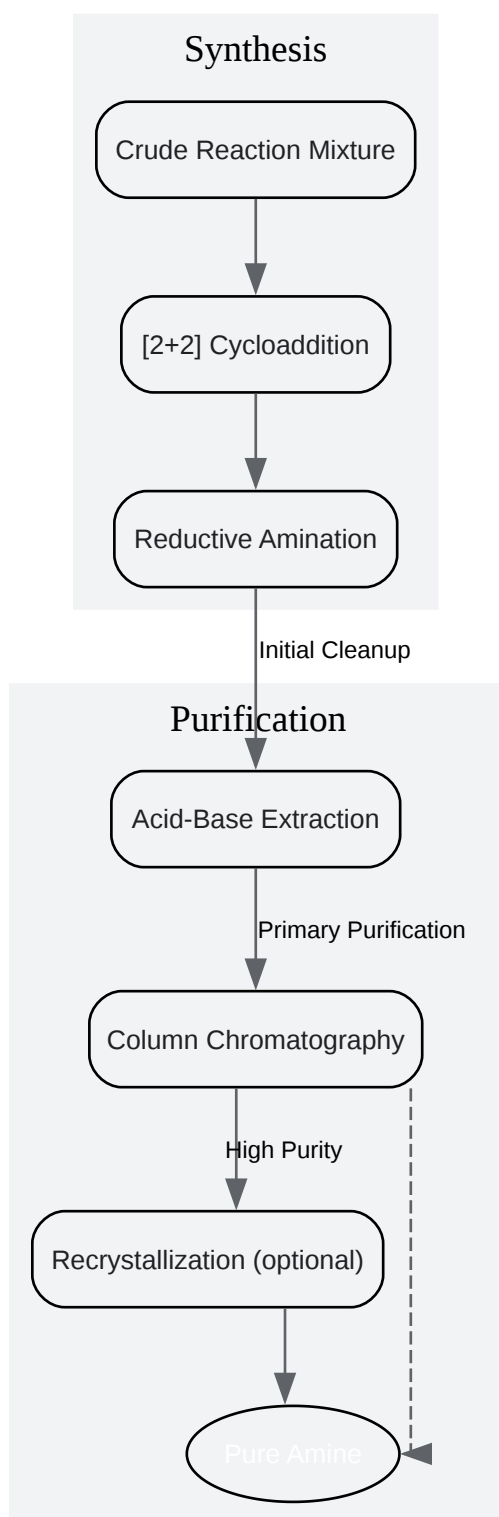 Synthesis
Crude Reaction Mixture
[2+2] Cycloaddition
Reductive Amination
Initial Cleanup
Purification
Acid-Base Extraction
Primary Purification
Column Chromatography
High Purity
Recrystallization (optional)
Pure Amine